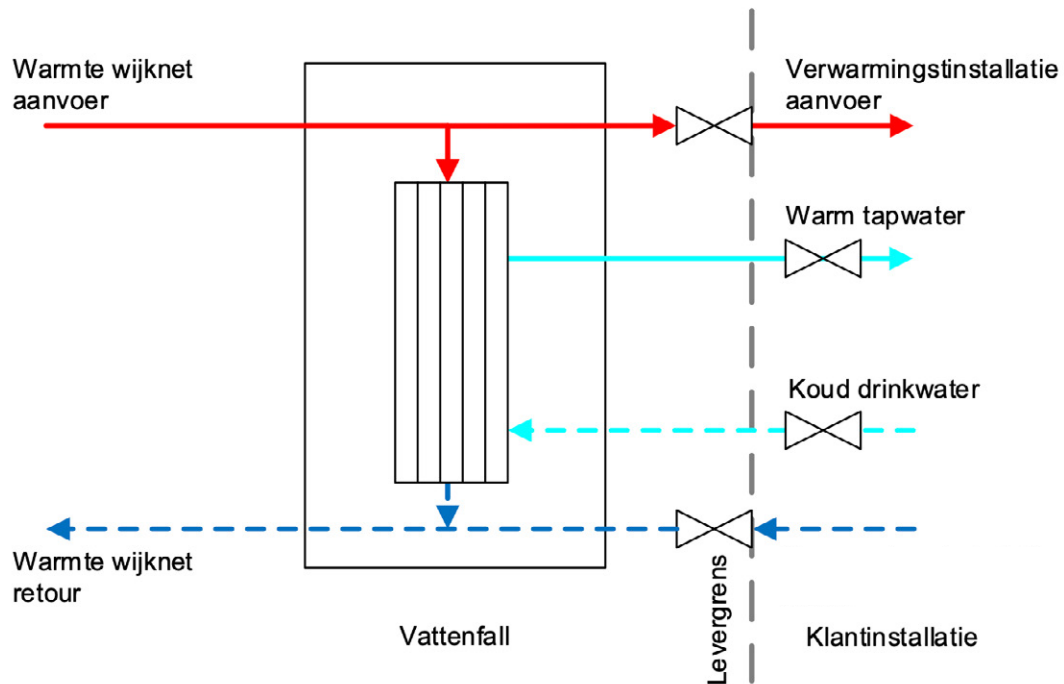 Warmte wijknet
aanvoer
Verwarmingstinstallatie
aanvoer
Warm tapwater
Koud drinkwater
Warmte wijknet
retour
Vattenfall
Levergrens
Klantinstallatie